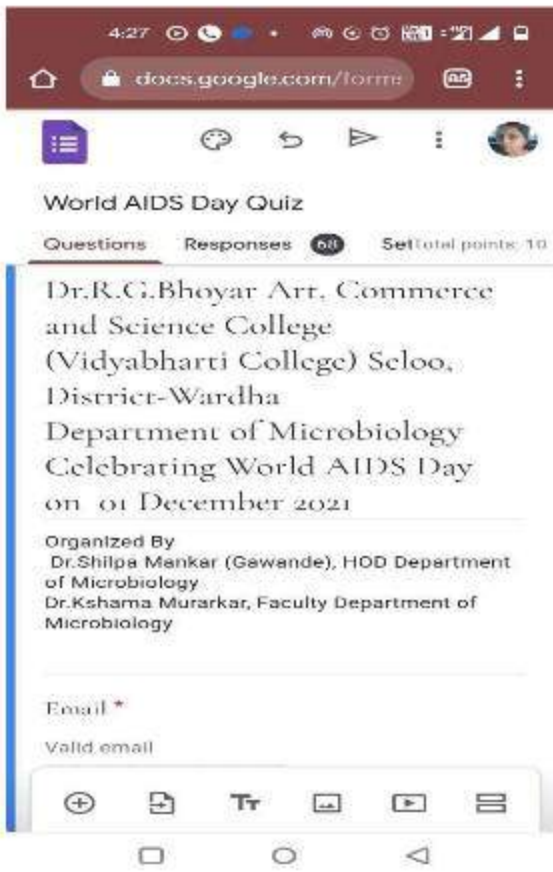 4:27
docs.google.com/forms
World AIDS Day Quiz
Questions Responses 68 Set Total points: 10
Dr.R.G.Bhoyar Art, Commerce
and Science College
(Vidyabharti College) Seloo,
District-Wardha
Department of Microbiology
Celebrating World AIDS Day
on 01 December 2021
Organized By
Dr.Shilpa Mankar (Gawande), HOD Department
of Microbiology
Dr.Kshama Murarkar, Faculty Department of
Microbiology
Email *
Valid email
Tт